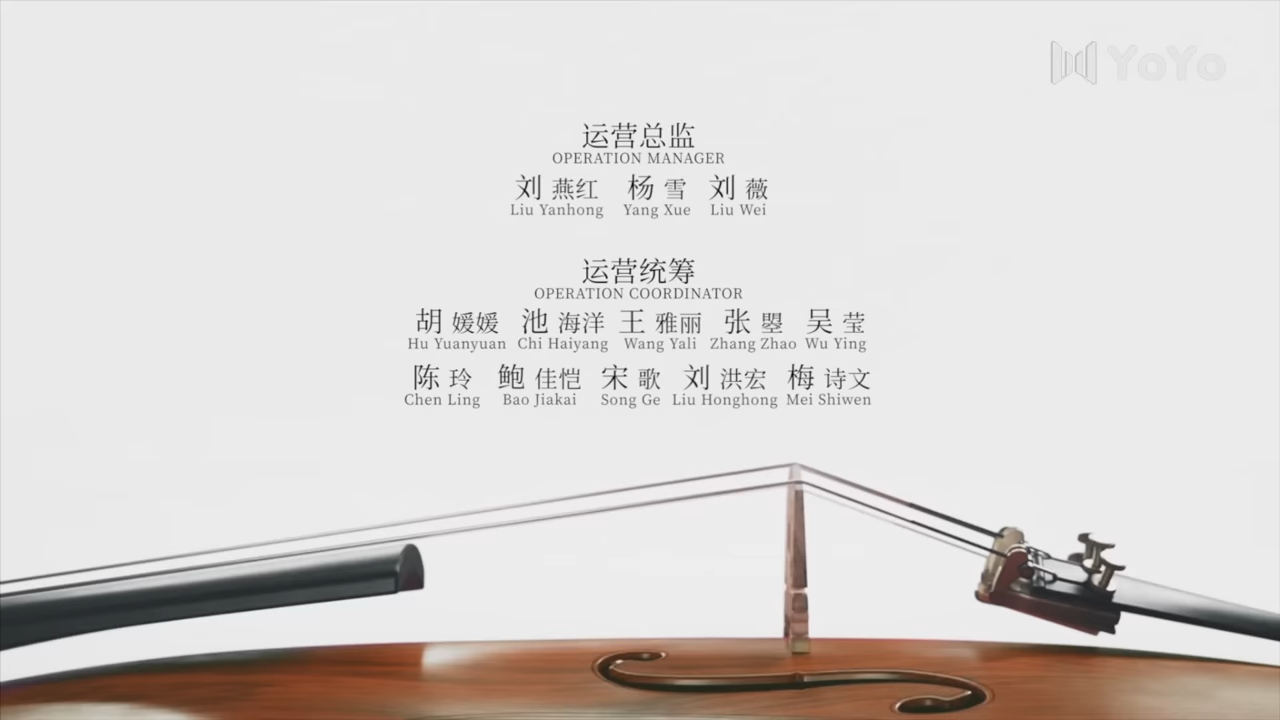 YoYo
运营总监
OPERATION MANAGER
刘 燕红 杨 雪 刘 薇
Liu Yanhong Yang Xue Liu Wei
运营统筹
OPERATION COORDINATOR
胡 媛媛 池 海洋 王 雅丽 张 曌 吴 莹
Hu Yuanyuan Chi Haiyang Wang Yali Zhang Zhao Wu Ying
陈 玲 鲍 佳恺 宋 歌 刘 洪宏 梅 诗文
Chen Ling Bao Jiakai Song Ge Liu Honghong Mei Shiwen